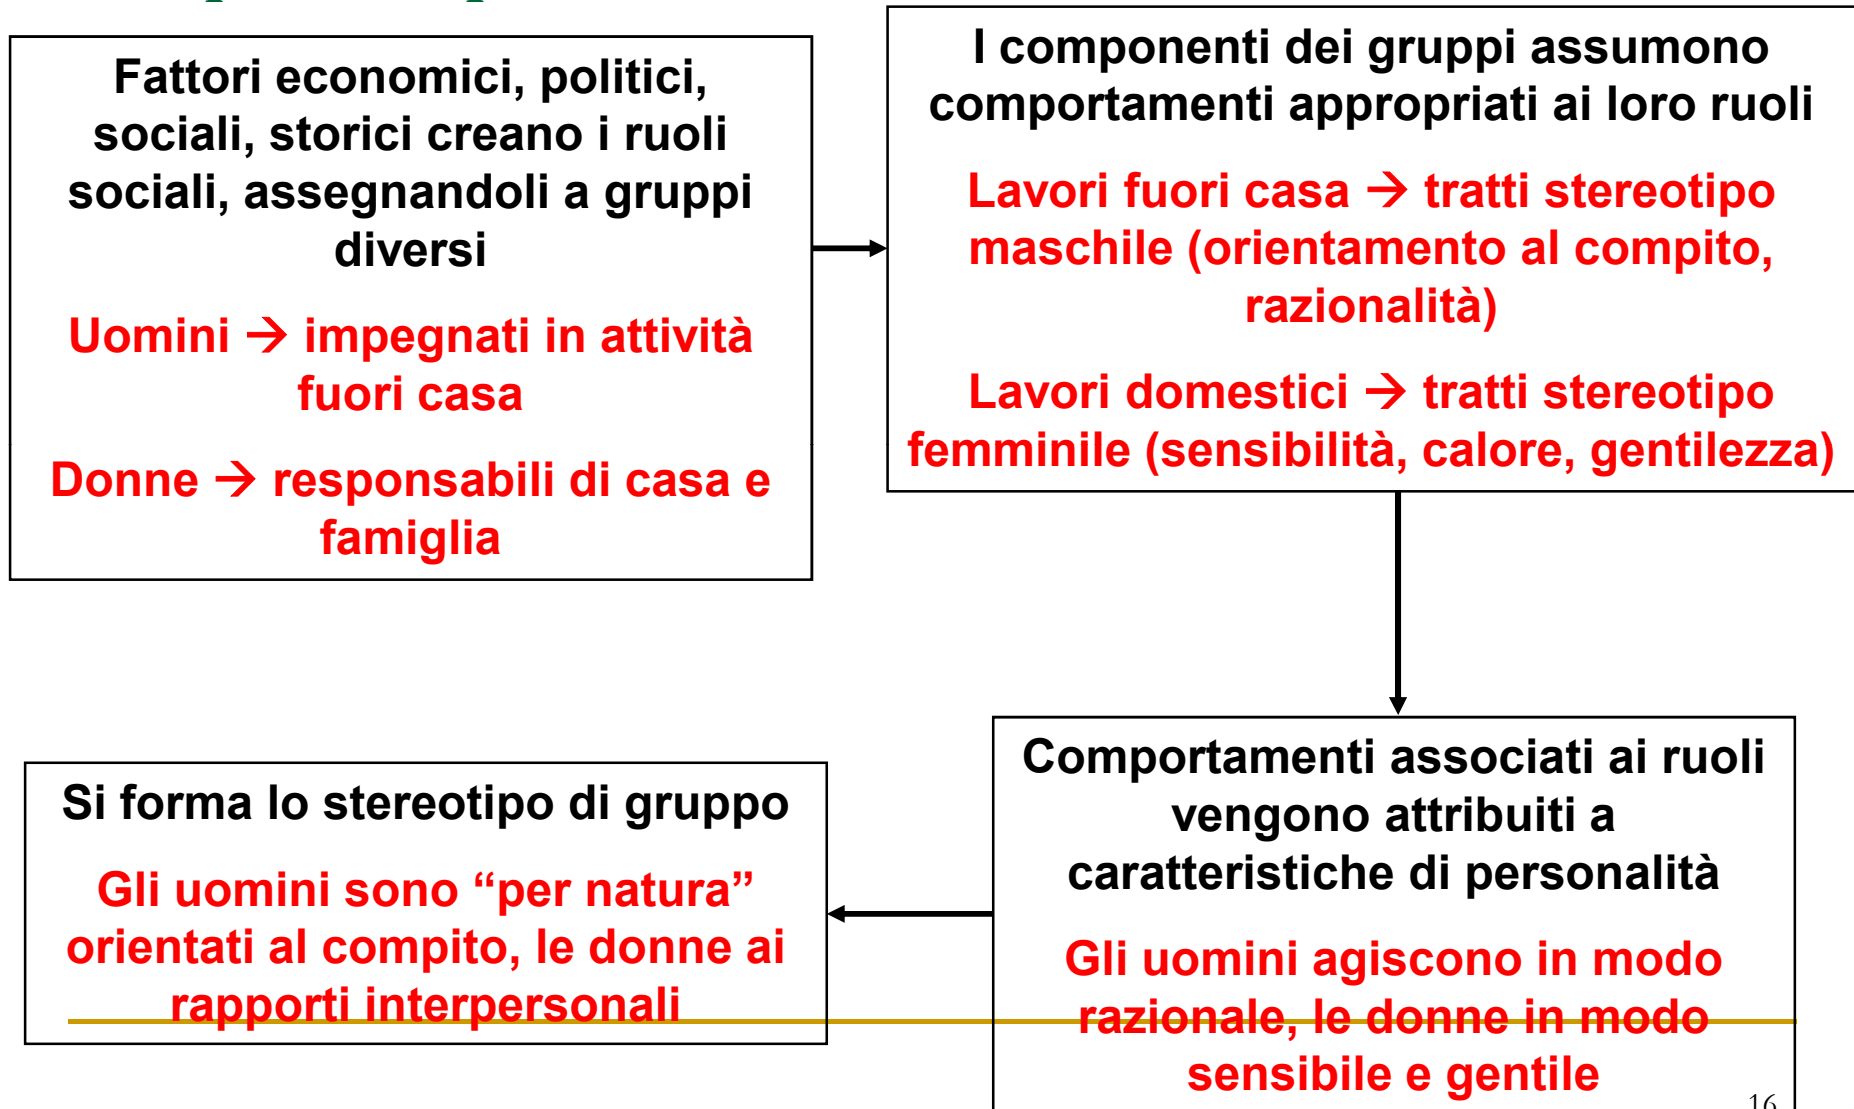 Fattori economici, politici,
sociali, storici creano i ruoli
sociali, assegnandoli a gruppi
diversi
Uomini → impegnati in attività
fuori casa
Donne → responsabili di casa e
famiglia
I componenti dei gruppi assumono
comportamenti appropriati ai loro ruoli
Lavori fuori casa → tratti stereotipo
maschile (orientamento al compito,
razionalità)
Lavori domestici → tratti stereotipo
femminile (sensibilità, calore, gentilezza)
Comportamenti associati ai ruoli
vengono attribuiti a
caratteristiche di personalità
Gli uomini agiscono in modo
razionale, le donne in modo
sensibile e gentile
Si forma lo stereotipo di gruppo
Gli uomini sono “per natura”
orientati al compito, le donne ai
rapporti interpersonali
16